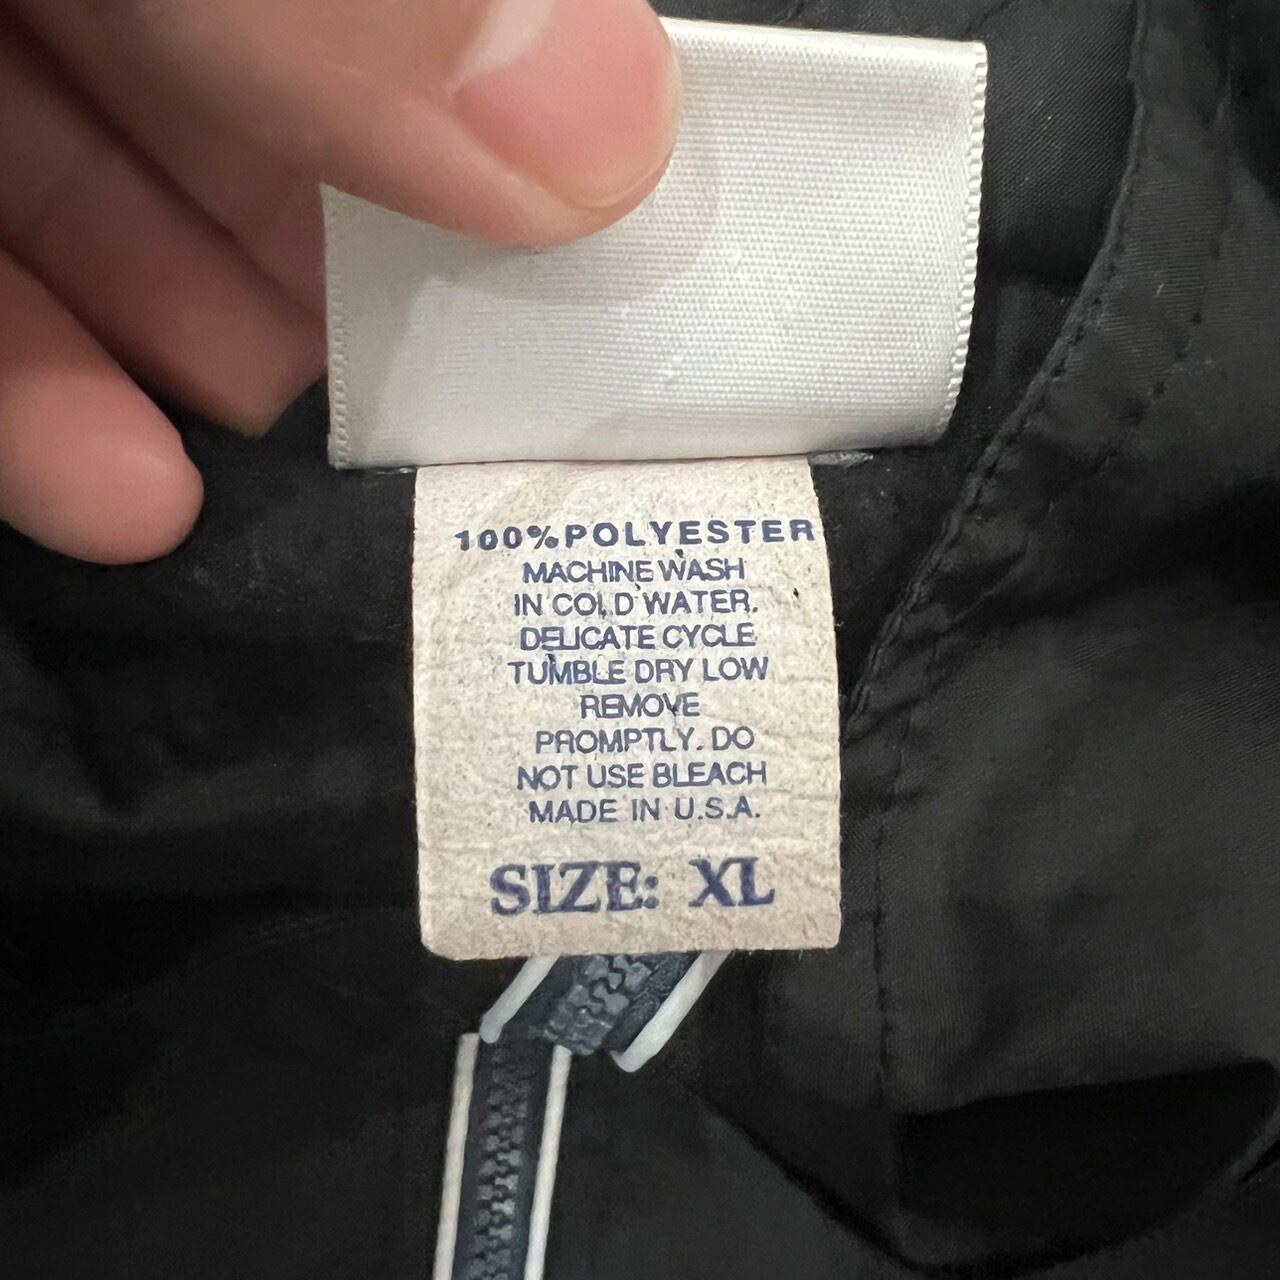 100% POLYESTER
MACHINE WASH
IN COLD WATER.
DELICATE CYCLE
TUMBLE DRY LOW
REMOVE
PROMPTLY. DO
NOT USE BLEACH
MADE IN U.S.A.
SIZE: XL